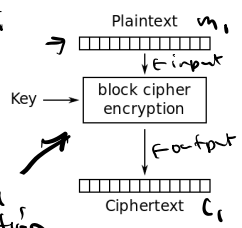 Plaintext m₁
← input
Key
block cipher
encryption
← output
Ciphertext C₁